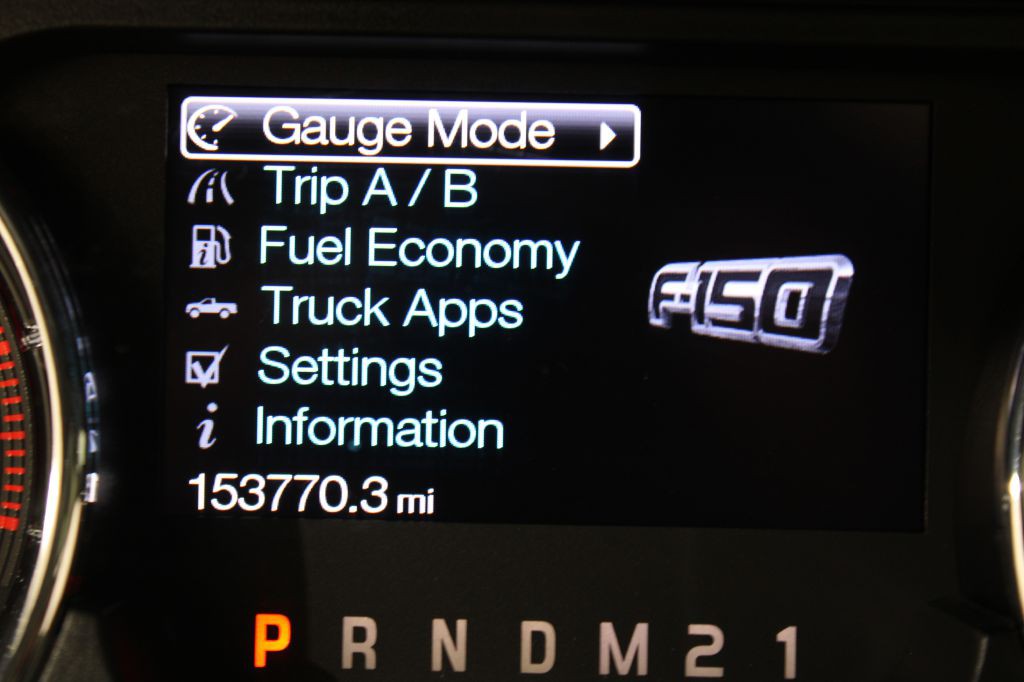 Gauge Mode
Trip A / B
Fuel Economy
Truck Apps
Settings
Information
F-150
153770.3 mi
P R N D M 2 1